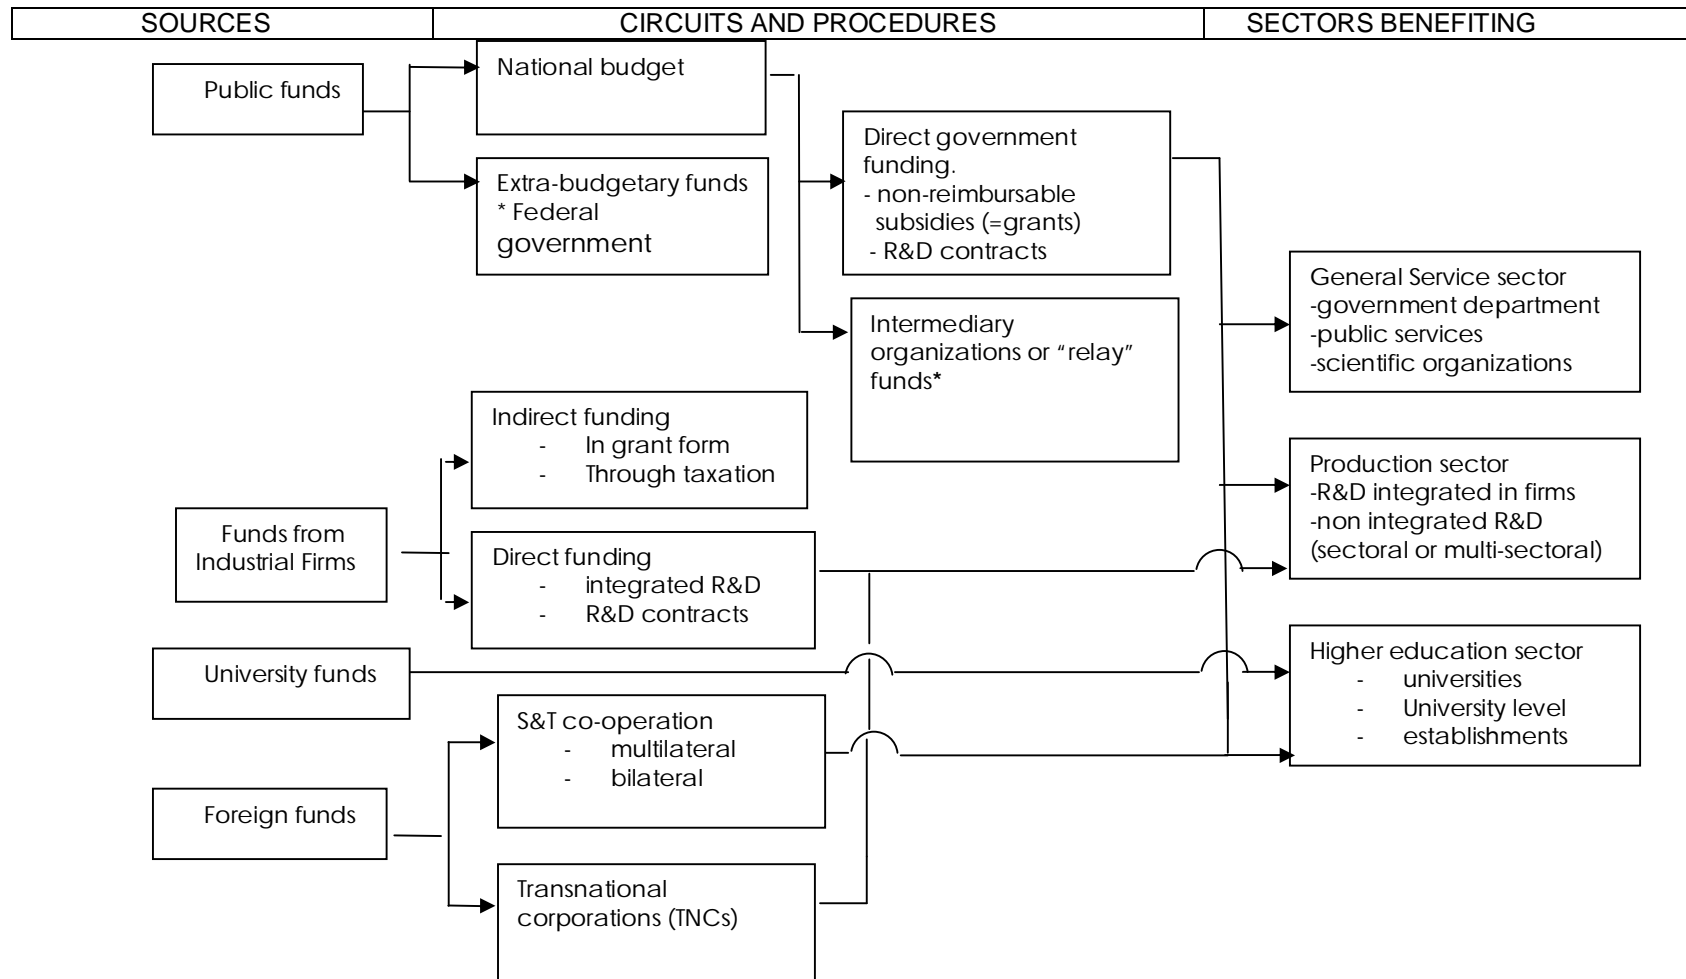 SOURCES
CIRCUITS AND PROCEDURES
SECTORS BENEFITING
Public funds
National budget
Extra-budgetary funds
* Federal
government
Direct government
funding.
- non-reimbursable
subsidies (=grants)
- R&D contracts
Intermediary
organizations or "relay"
funds*
General Service sector
-government department
-public services
-scientific organizations
Funds from
Industrial Firms
Indirect funding
- In grant form
- Through taxation
Direct funding
- integrated R&D
- R&D contracts
Production sector
-R&D integrated in firms
-non integrated R&D
(sectoral or multi-sectoral)
University funds
Higher education sector
- universities
- University level
- establishments
Foreign funds
S&T co-operation
- multilateral
- bilateral
Transnational
corporations (TNCs)